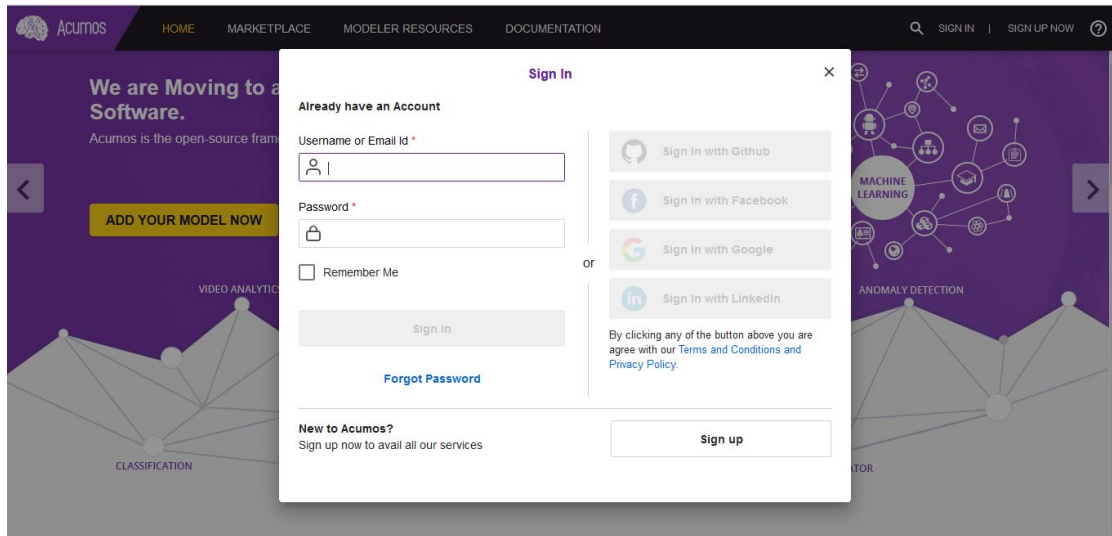 ACUMOS
HOME
MARKETPLACE
MODELER RESOURCES
DOCUMENTATION
SIGN IN
|
SIGN UP NOW
?
We are Moving to a
Software.
Acumos is the open-source fram
ADD YOUR MODEL NOW
VIDEO ANALYTICS
CLASSIFICATION
Sign In
Already have an Account
Username or Email Id *
Password *
Remember Me
Sign in
Forgot Password
or
Sign In with Github
Sign In with Facebook
Sign In with Google
Sign In with LinkedIn
By clicking any of the button above you are
agree with our Terms and Conditions and
Privacy Policy.
New to Acumos?
Sign up now to avail all our services
Sign up
MACHINE
LEARNING
ANOMALY DETECTION
ATOR